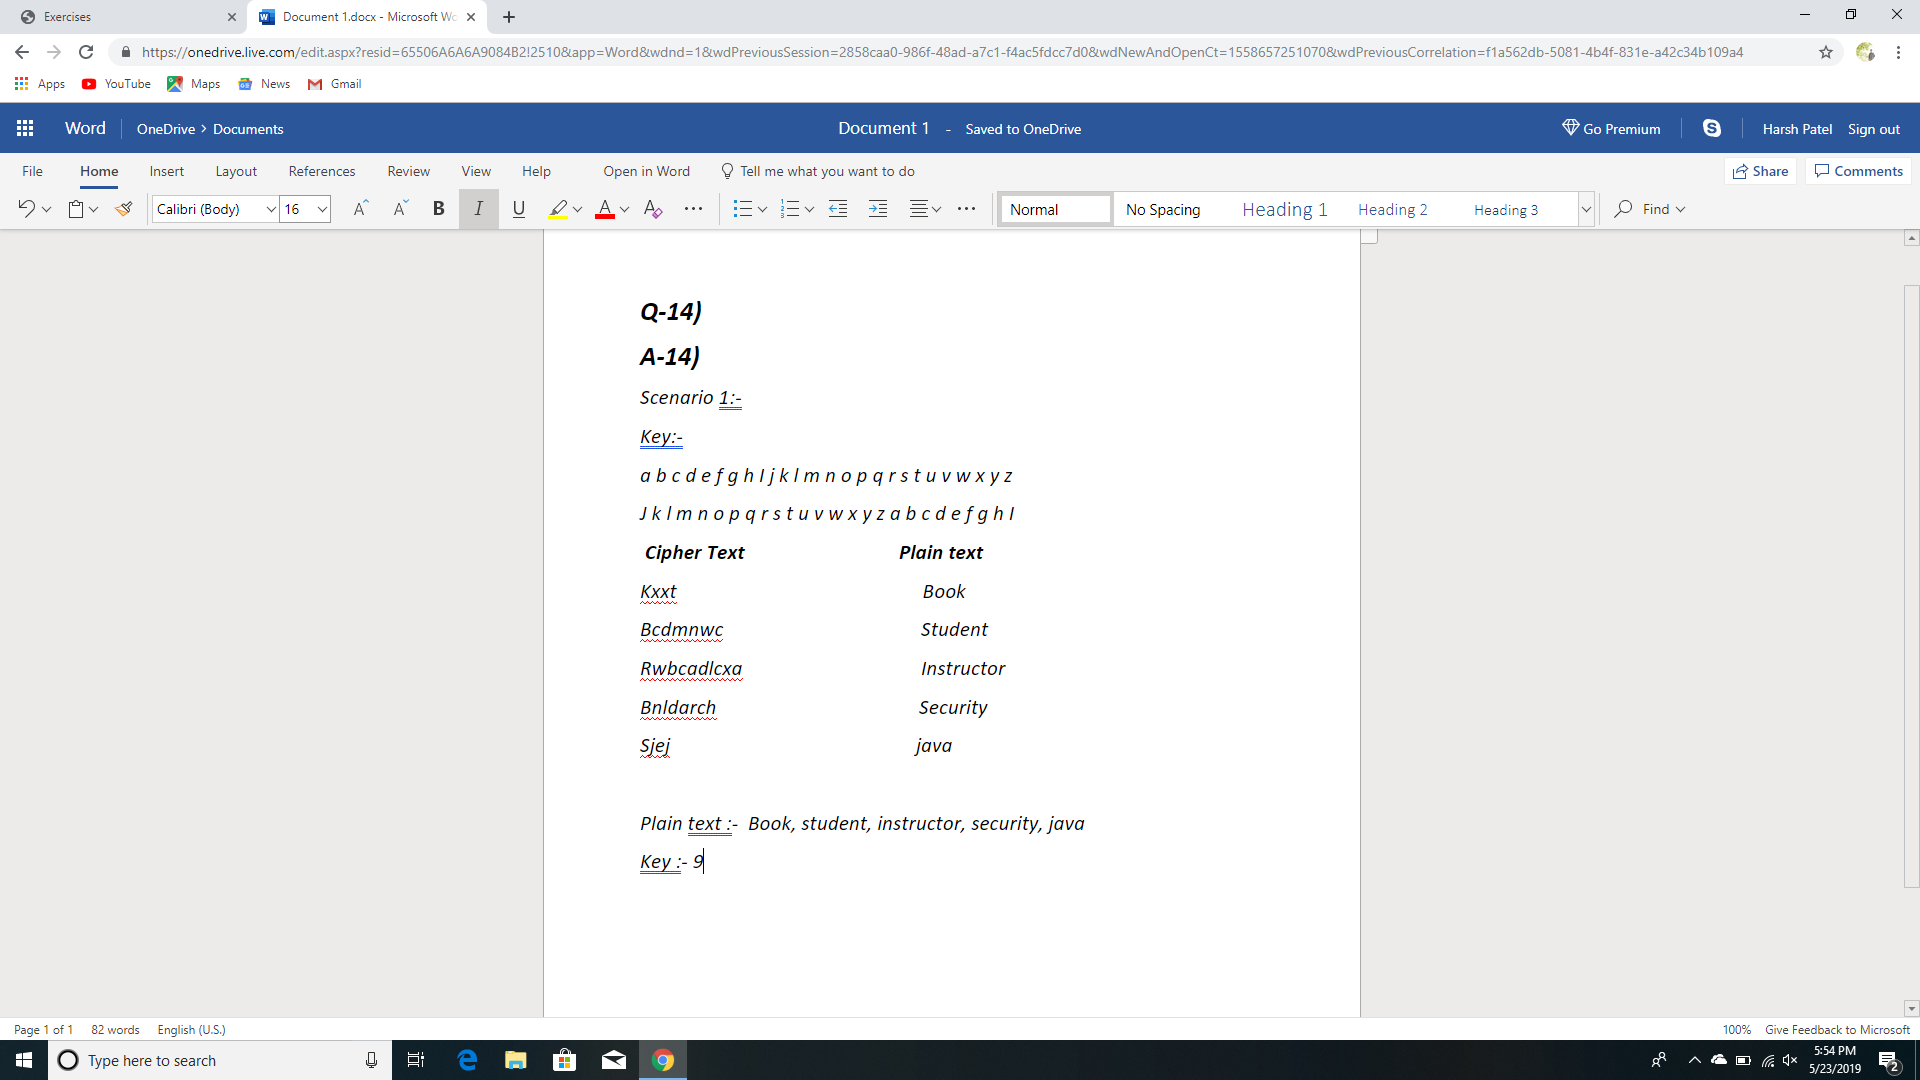 Exercises
Document 1.docx - Microsoft Wo
https://onedrive.live.com/edit.aspx?resid=65506A6A6A9084B2!2510&app=Word&wdnd=1&wdPreviousSession=2858caa0-986f-48ad-a7c1-f4ac5fdcc7d0&wdNewAndOpenCt=1558657251070&wdPreviousCorrelation=f1a562db-5081-4b4f-831e-a42c34b109a4
Apps YouTube Maps News Gmail
Word OneDrive > Documents Document 1 - Saved to OneDrive Go Premium Harsh Patel Sign out
File Home Insert Layout References Review View Help Open in Word Tell me what you want to do Share Comments
Calibri (Body) 16 A A B I U A A Normal No Spacing Heading 1 Heading 2 Heading 3 Find
Q-14)
A-14)
Scenario 1:-
Key:-
a b c d e f g h I j k l m n o p q r s t u v w x y z
J k l m n o p q r s t u v w x y z a b c d e f g h I
Cipher Text Plain text
Kxxt Book
Bcdmnwc Student
Rwbcadlcxa Instructor
Bnldarch Security
Sjej java
Plain text :- Book, student, instructor, security, java
Key :- 9
Page 1 of 1 82 words English (U.S.) 100% Give Feedback to Microsoft
Type here to search
5:54 PM
5/23/2019
2